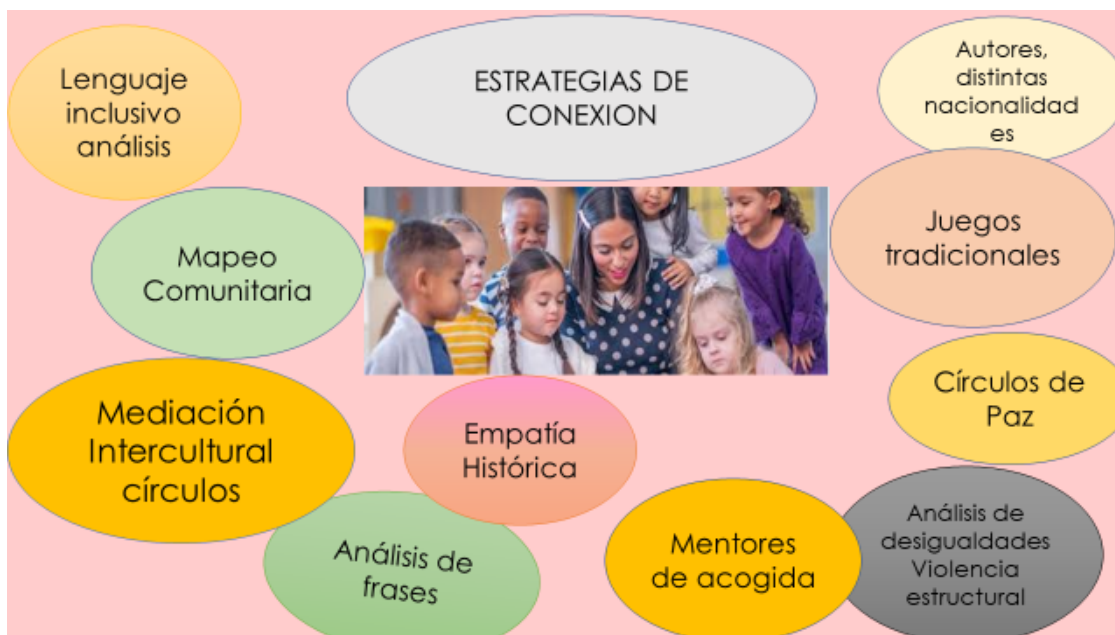 Lenguaje
inclusivo
análisis
ESTRATEGIAS DE
CONEXION
Autores,
distintas
nacionalidad
es
Mapeo
Comunitaria
Juegos
tradicionales
Mediación
Intercultural
círculos
Empatía
Histórica
Círculos de
Paz
Análisis de
frases
Mentores
de acogida
Análisis de
desigualdades
Violencia
estructural